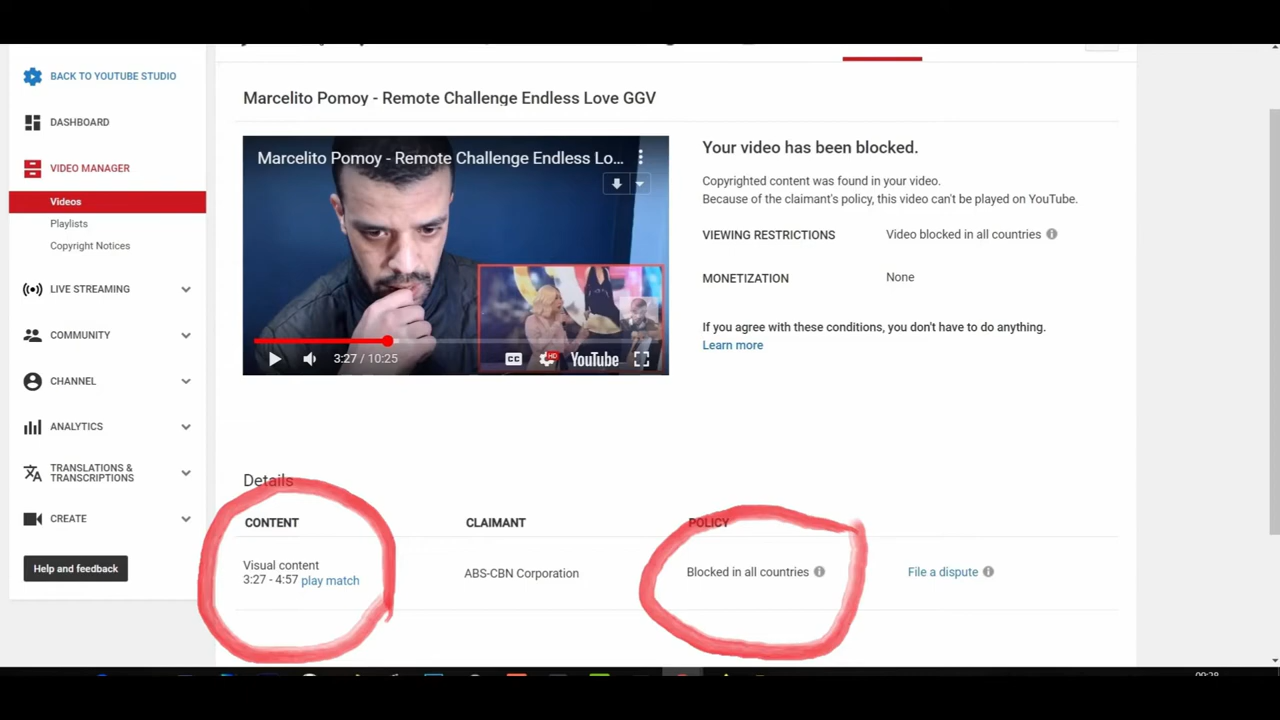 BACK TO YOUTUBE STUDIO
DASHBOARD
VIDEO MANAGER
Videos
Playlists
Copyright Notices
LIVE STREAMING
COMMUNITY
CHANNEL
ANALYTICS
TRANSLATIONS &
TRANSCRIPTIONS
CREATE
Help and feedback
Marcelito Pomoy - Remote Challenge Endless Love GGV
Marcelito Pomoy - Remote Challenge Endless Lo...
3:27 / 10:25
CC
HD
YouTube
Your video has been blocked.
Copyrighted content was found in your video.
Because of the claimant's policy, this video can't be played on YouTube.
VIEWING RESTRICTIONS Video blocked in all countries
MONETIZATION None
If you agree with these conditions, you don't have to do anything.
Learn more
Details
CONTENT CLAIMANT POLICY
Visual content
3:27 - 4:57 play match
ABS-CBN Corporation
Blocked in all countries
File a dispute